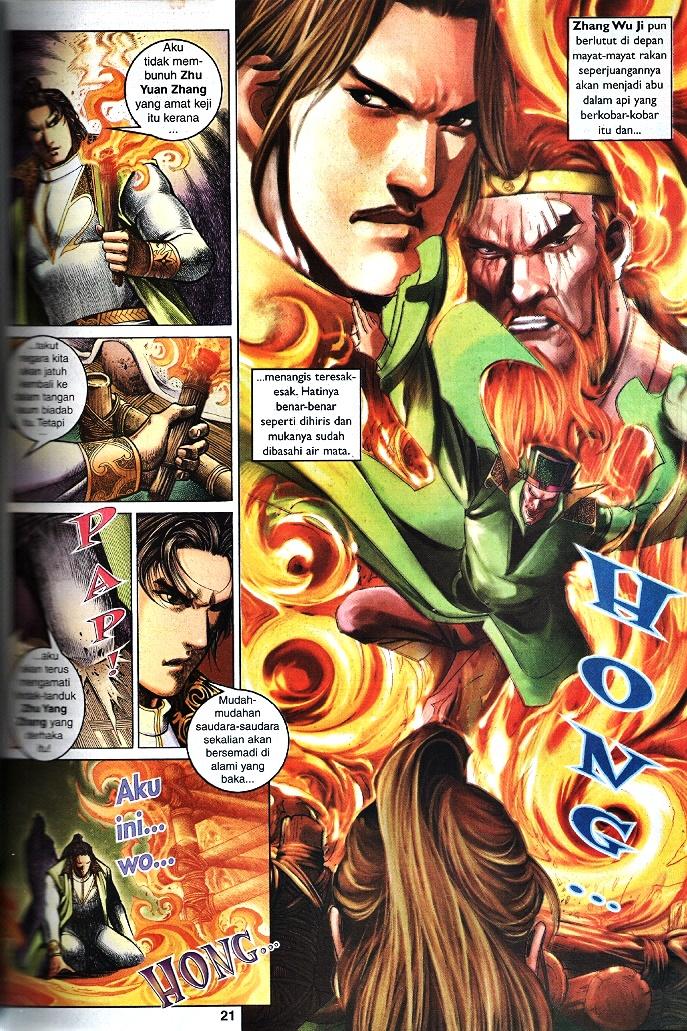 Aku
tidak mem-
bunuh Zhu
Yuan Zhang
yang amat keji
itu kerana
...
...takut
negara kita
akan jatuh
kembali ke
dalam tangan
kaum biadab
itu. Tetapi
PAP!
...aku
akan terus
mengamati
tindak-tanduk
Zhu Yang
Zhang yang
derhaka
itu!
Mudah-
mudahan
saudara-saudara
sekalian akan
bersemadi di
alami yang
baka...
Aku
ini...
wo...
HONG...
21
Zhang Wu Ji pun
berlutut di depan
mayat-mayat rakan
seperjuangannya
akan menjadi abu
dalam api yang
berkobar-kobar
itu dan...
...menangis teresak-
esak. Hatinya
benar-benar
seperti dihiris dan
mukanya sudah
dibasahi air mata.
HONG...